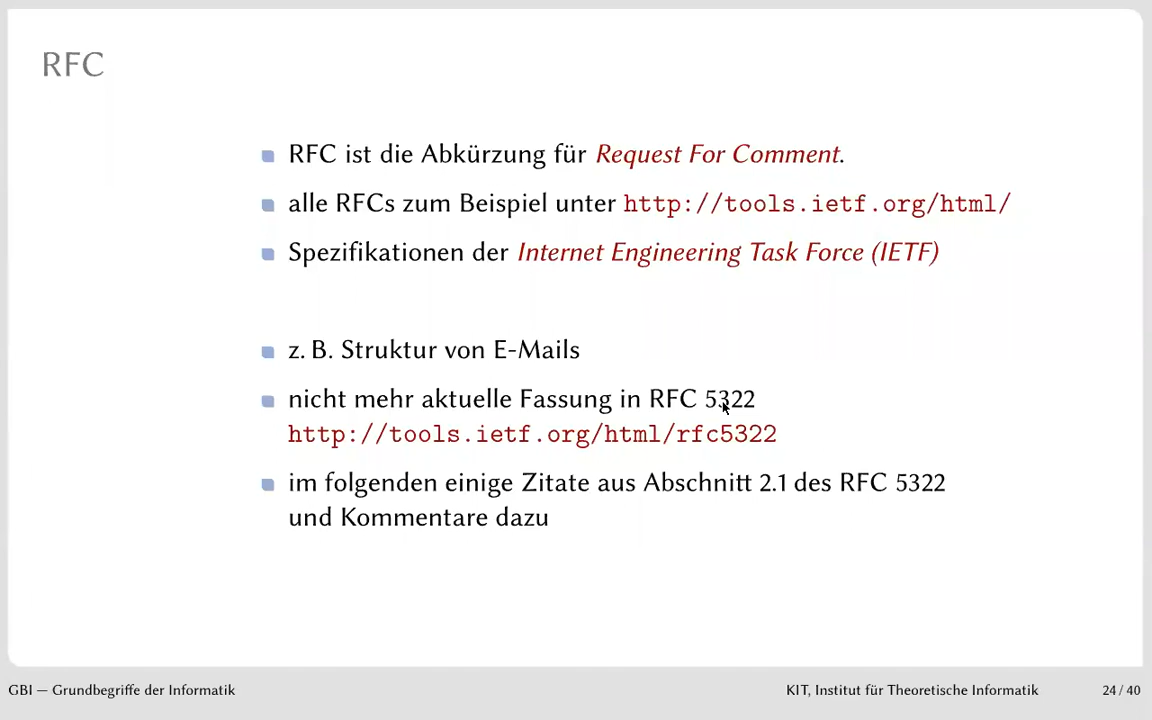 RFC
RFC ist die Abkürzung für Request For Comment.
alle RFCs zum Beispiel unter http://tools.ietf.org/html/
Spezifikationen der Internet Engineering Task Force (IETF)
z. B. Struktur von E-Mails
nicht mehr aktuelle Fassung in RFC 5322
http://tools.ietf.org/html/rfc5322
im folgenden einige Zitate aus Abschnitt 2.1 des RFC 5322
und Kommentare dazu
GBI — Grundbegriffe der Informatik
KIT, Institut für Theoretische Informatik
24 / 40